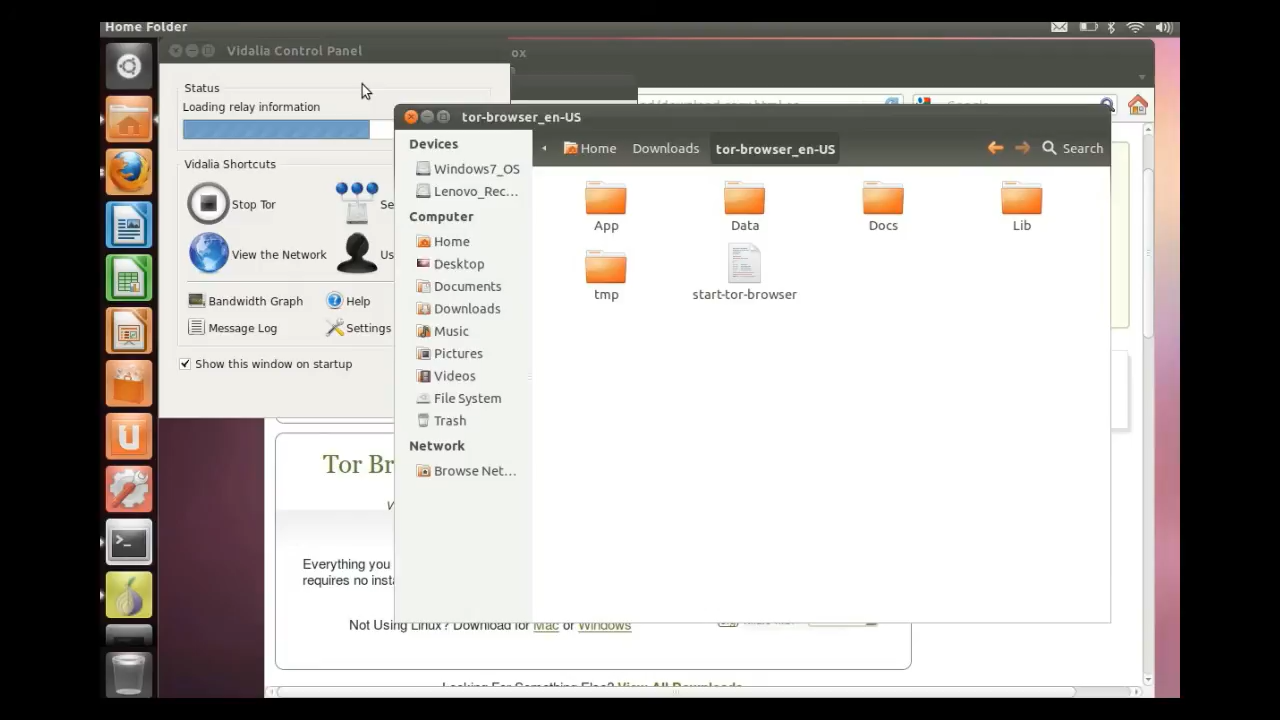 Home Folder
Vidalia Control Panel
ox
Status
Loading relay information
Vidalia Shortcuts
Stop Tor
Se
View the Network
Us
Bandwidth Graph
Help
Message Log
Settings
Show this window on startup
tor-browser_en-US
Devices
Windows7_OS
Lenovo_Rec...
Computer
Home
Desktop
Documents
Downloads
Music
Pictures
Videos
File System
Trash
Network
Browse Net...
Home
Downloads
tor-browser_en-US
Search
App
Data
Docs
Lib
tmp
start-tor-browser
Tor Br
Everything you
requires no inst
Not Using Linux? Download for Mac or Windows
Looking For Something Else? View All Downloads